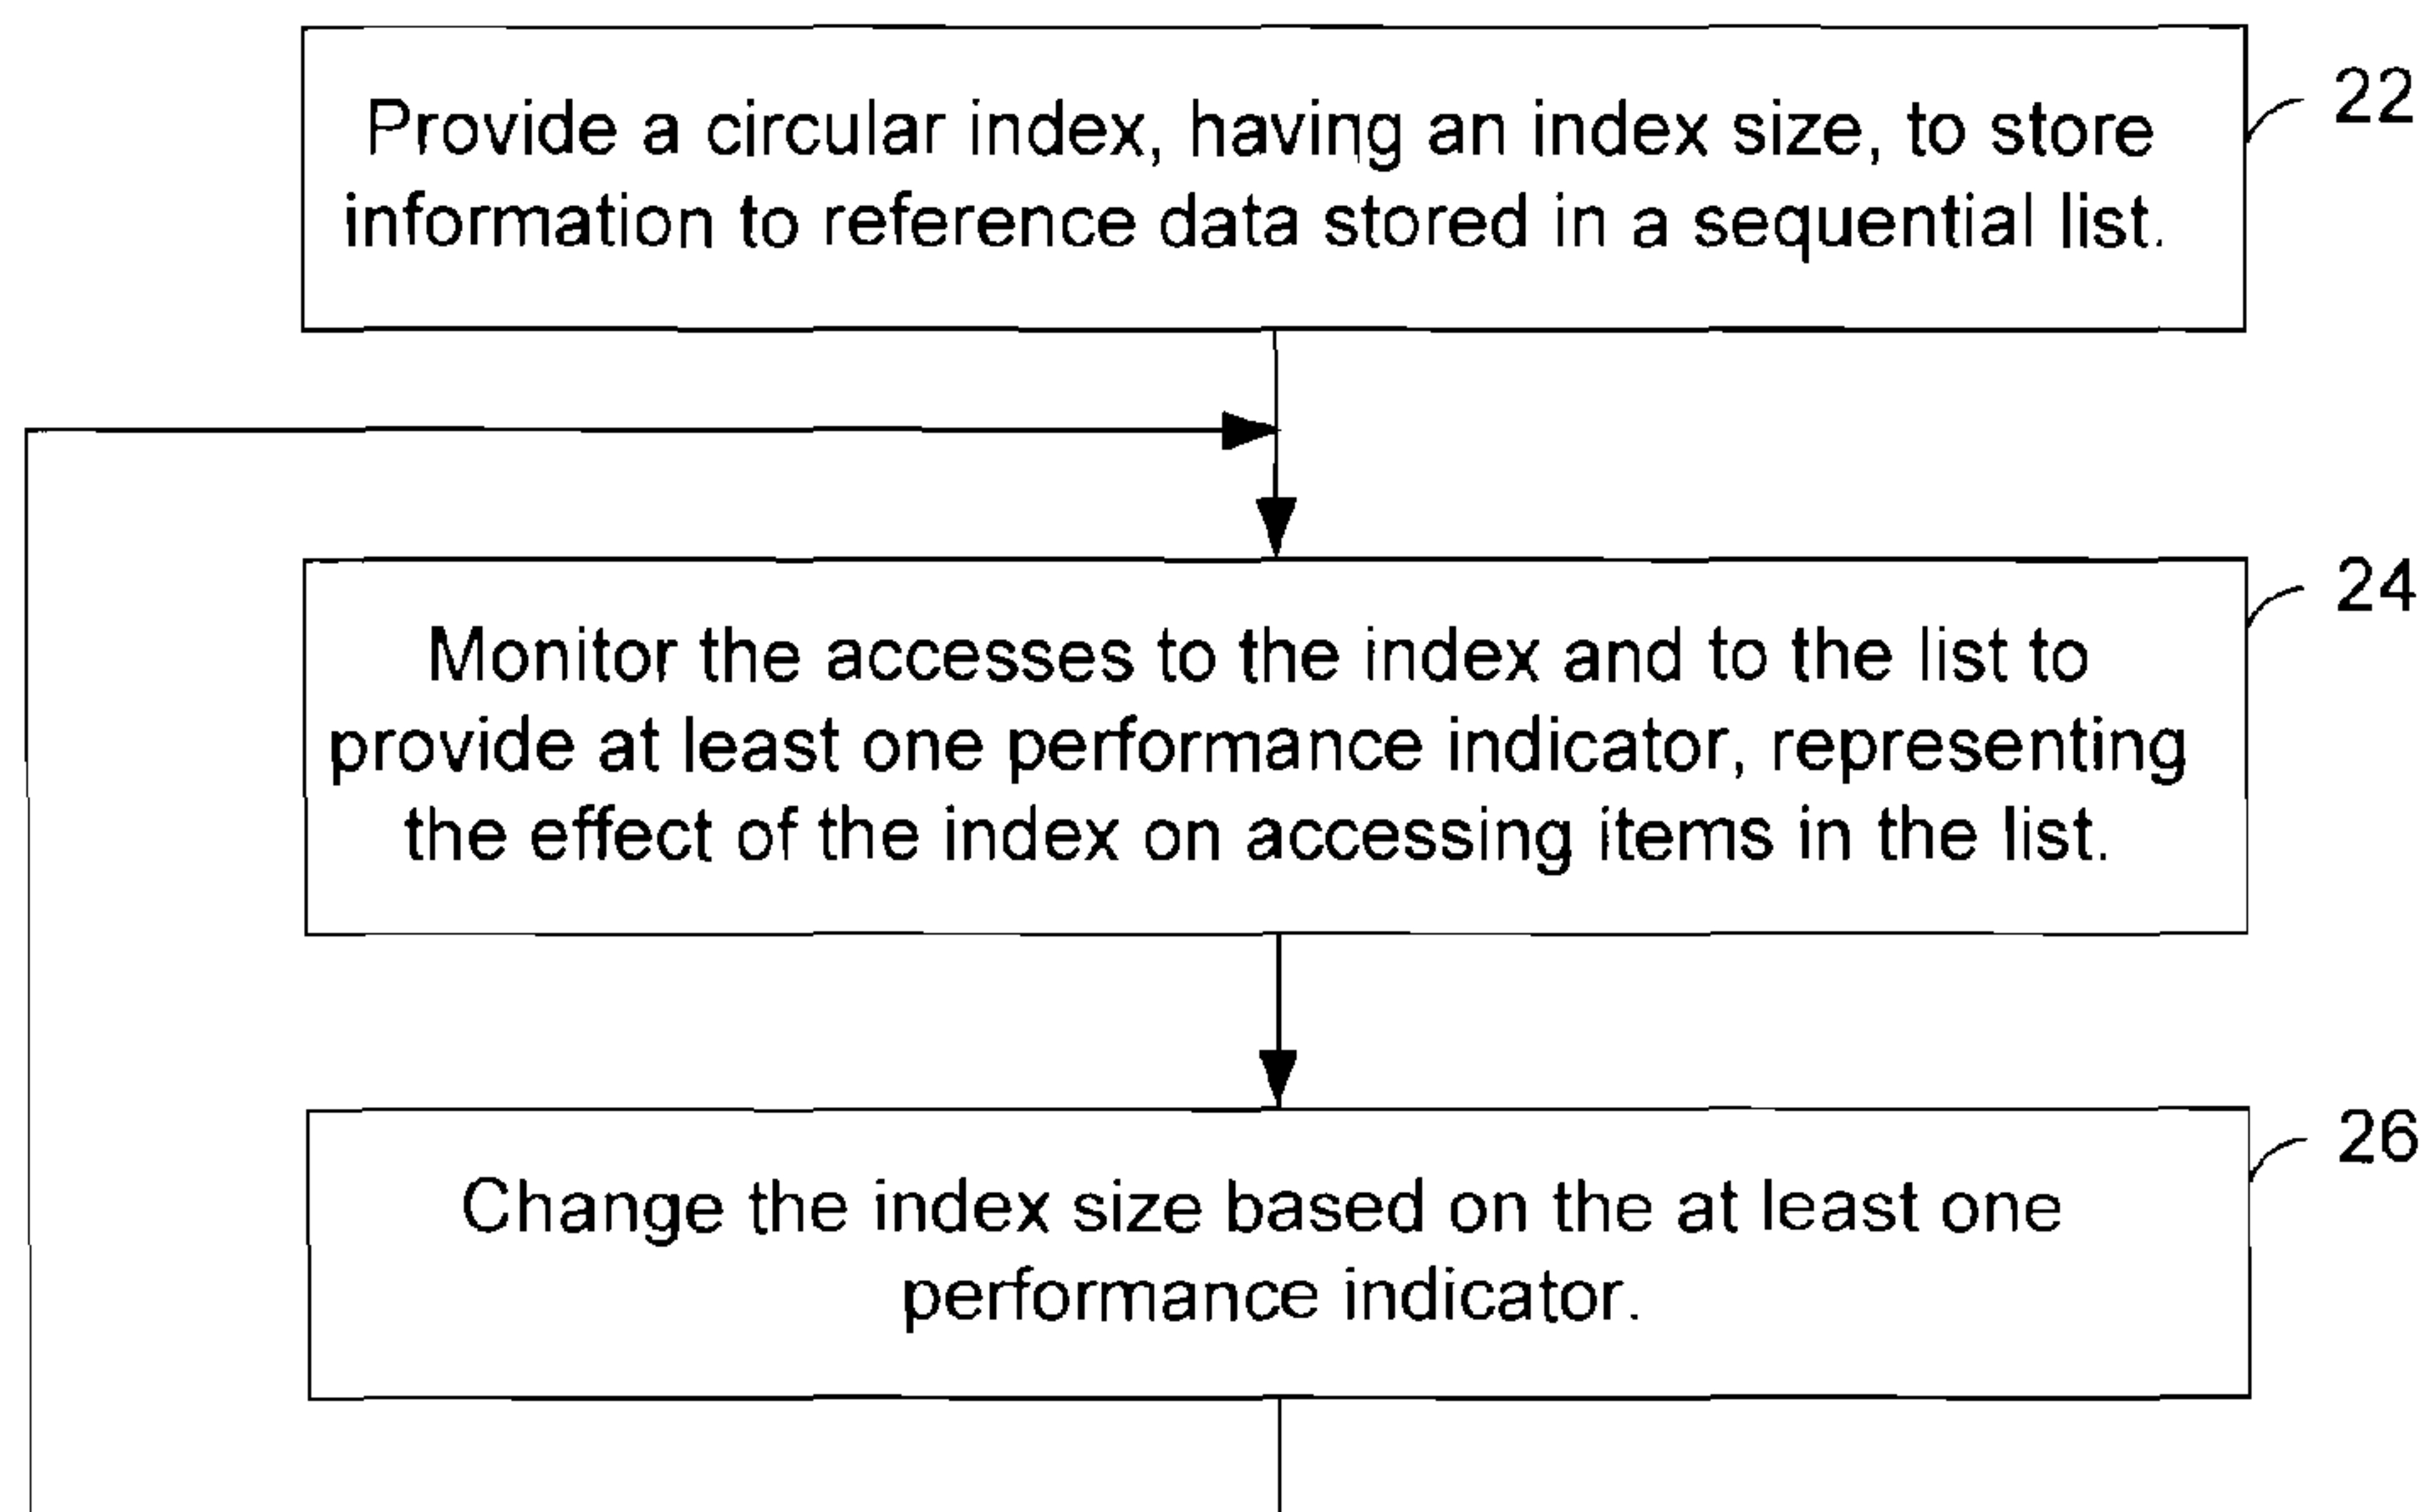 Provide a circular index, having an index size, to store
information to reference data stored in a sequential list.
22
Monitor the accesses to the index and to the list to
provide at least one performance indicator, representing
the effect of the index on accessing items in the list.
24
Change the index size based on the at least one
performance indicator.
26